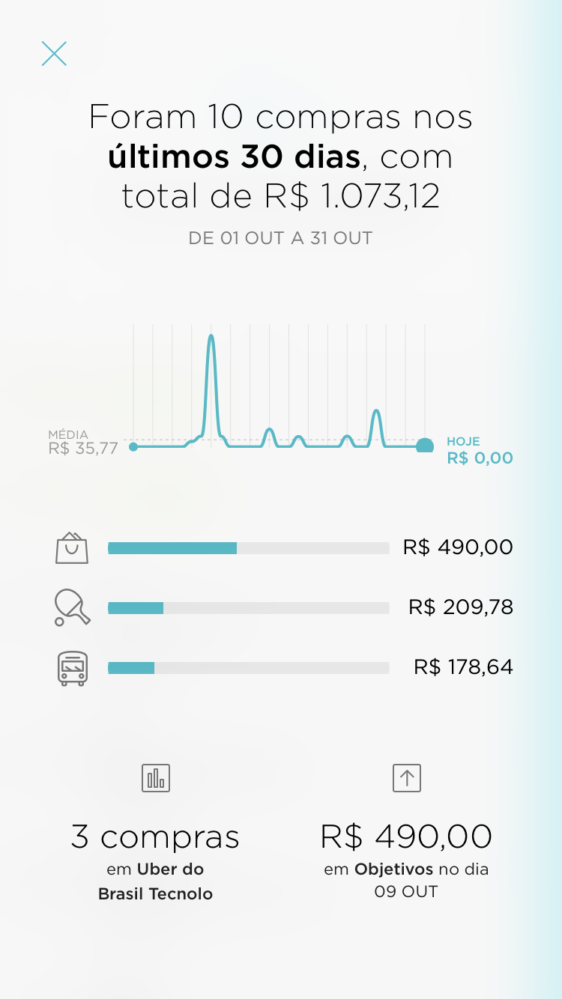 Foram 10 compras nos
últimos 30 dias, com
total de R$ 1.073,12
DE 01 OUT A 31 OUT
MÉDIA
R$ 35,77
HOJE
R$ 0,00
R$ 490,00
R$ 209,78
R$ 178,64
3 compras
em Uber do
Brasil Tecnolo
R$ 490,00
em Objetivos no dia
09 OUT